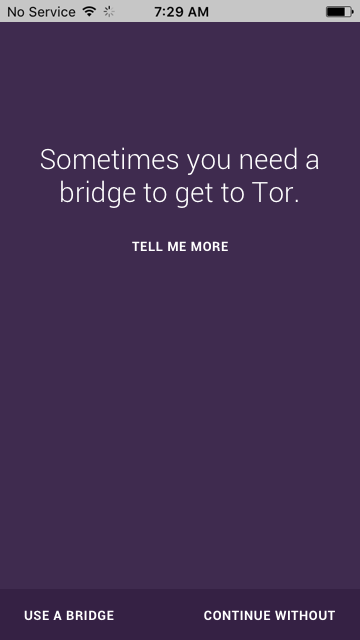 No Service 7:29 AM
Sometimes you need a
bridge to get to Tor.
TELL ME MORE
USE A BRIDGE CONTINUE WITHOUT